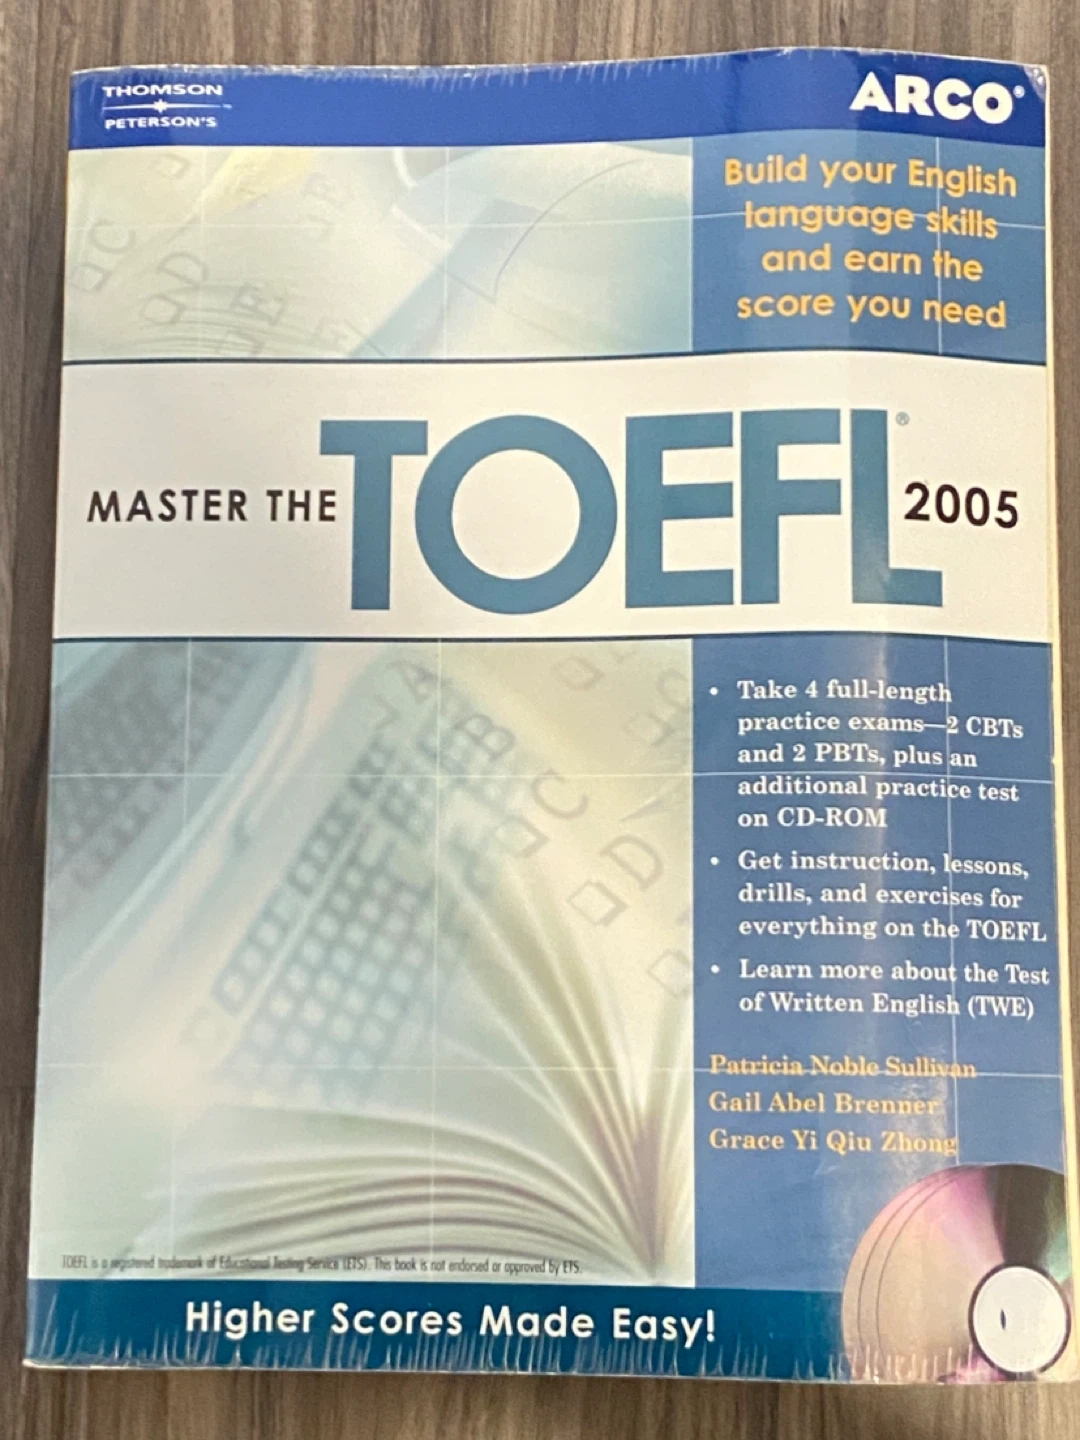 THOMSON
PETERSON'S
ARCO®
Build your English
language skills
and earn the
score you need
MASTER THE TOEFL® 2005
• Take 4 full-length
practice exams—2 CBTs
and 2 PBTs, plus an
additional practice test
on CD-ROM
• Get instruction, lessons,
drills, and exercises for
everything on the TOEFL
• Learn more about the Test
of Written English (TWE)
Patricia Noble Sullivan
Gail Abel Brenner
Grace Yi Qiu Zhong
TOEFL is a registered trademark of Educational Testing Service (ETS). This book is not endorsed or approved by ETS.
Higher Scores Made Easy!